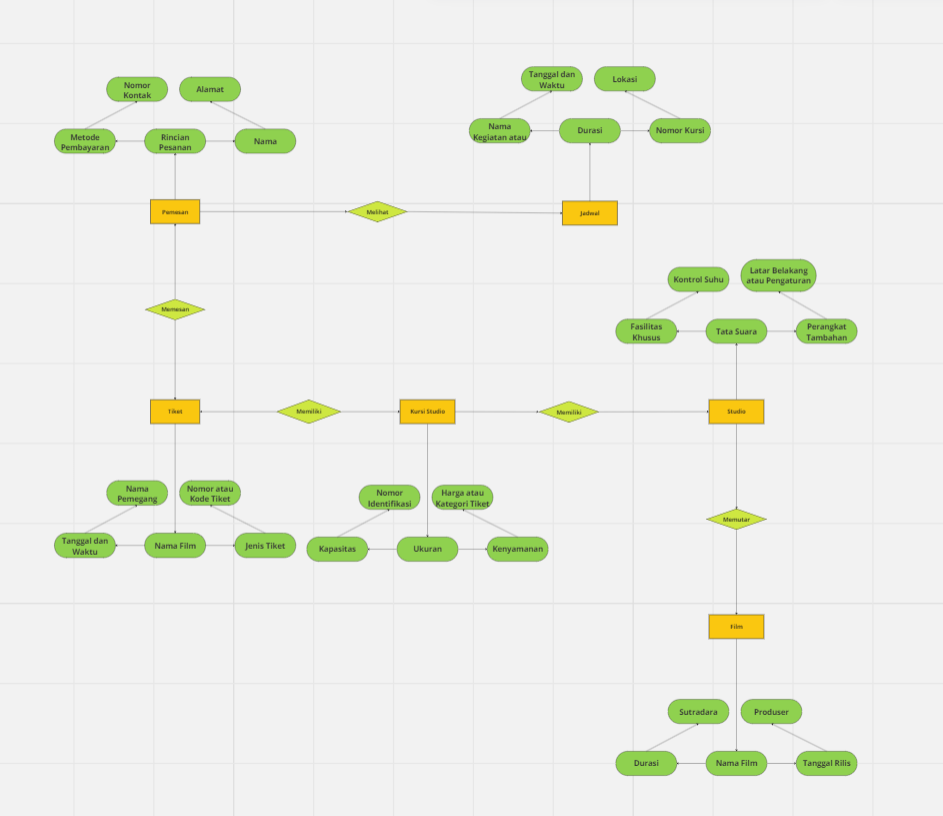 Nomor
Kontak
Alamat
Metode
Pembayaran
Rincian
Pesanan
Nama
Tanggal dan
Waktu
Lokasi
Nama
Kegiatan atau
Durasi
Nomor Kursi
Pemesan
Melihat
Jadwal
Kontrol Suhu
Latar Belakang
atau Pengaturan
Fasilitas
Khusus
Tata Suara
Perangkat
Tambahan
Memesan
Tiket
Memiliki
Kursi Studio
Memiliki
Studio
Nama
Pemegang
Nomor atau
Kode Tiket
Tanggal dan
Waktu
Nama Film
Jenis Tiket
Nomor
Identifikasi
Harga atau
Kategori Tiket
Kapasitas
Ukuran
Kenyamanan
Memutar
Film
Sutradara
Produser
Durasi
Nama Film
Tanggal Rilis